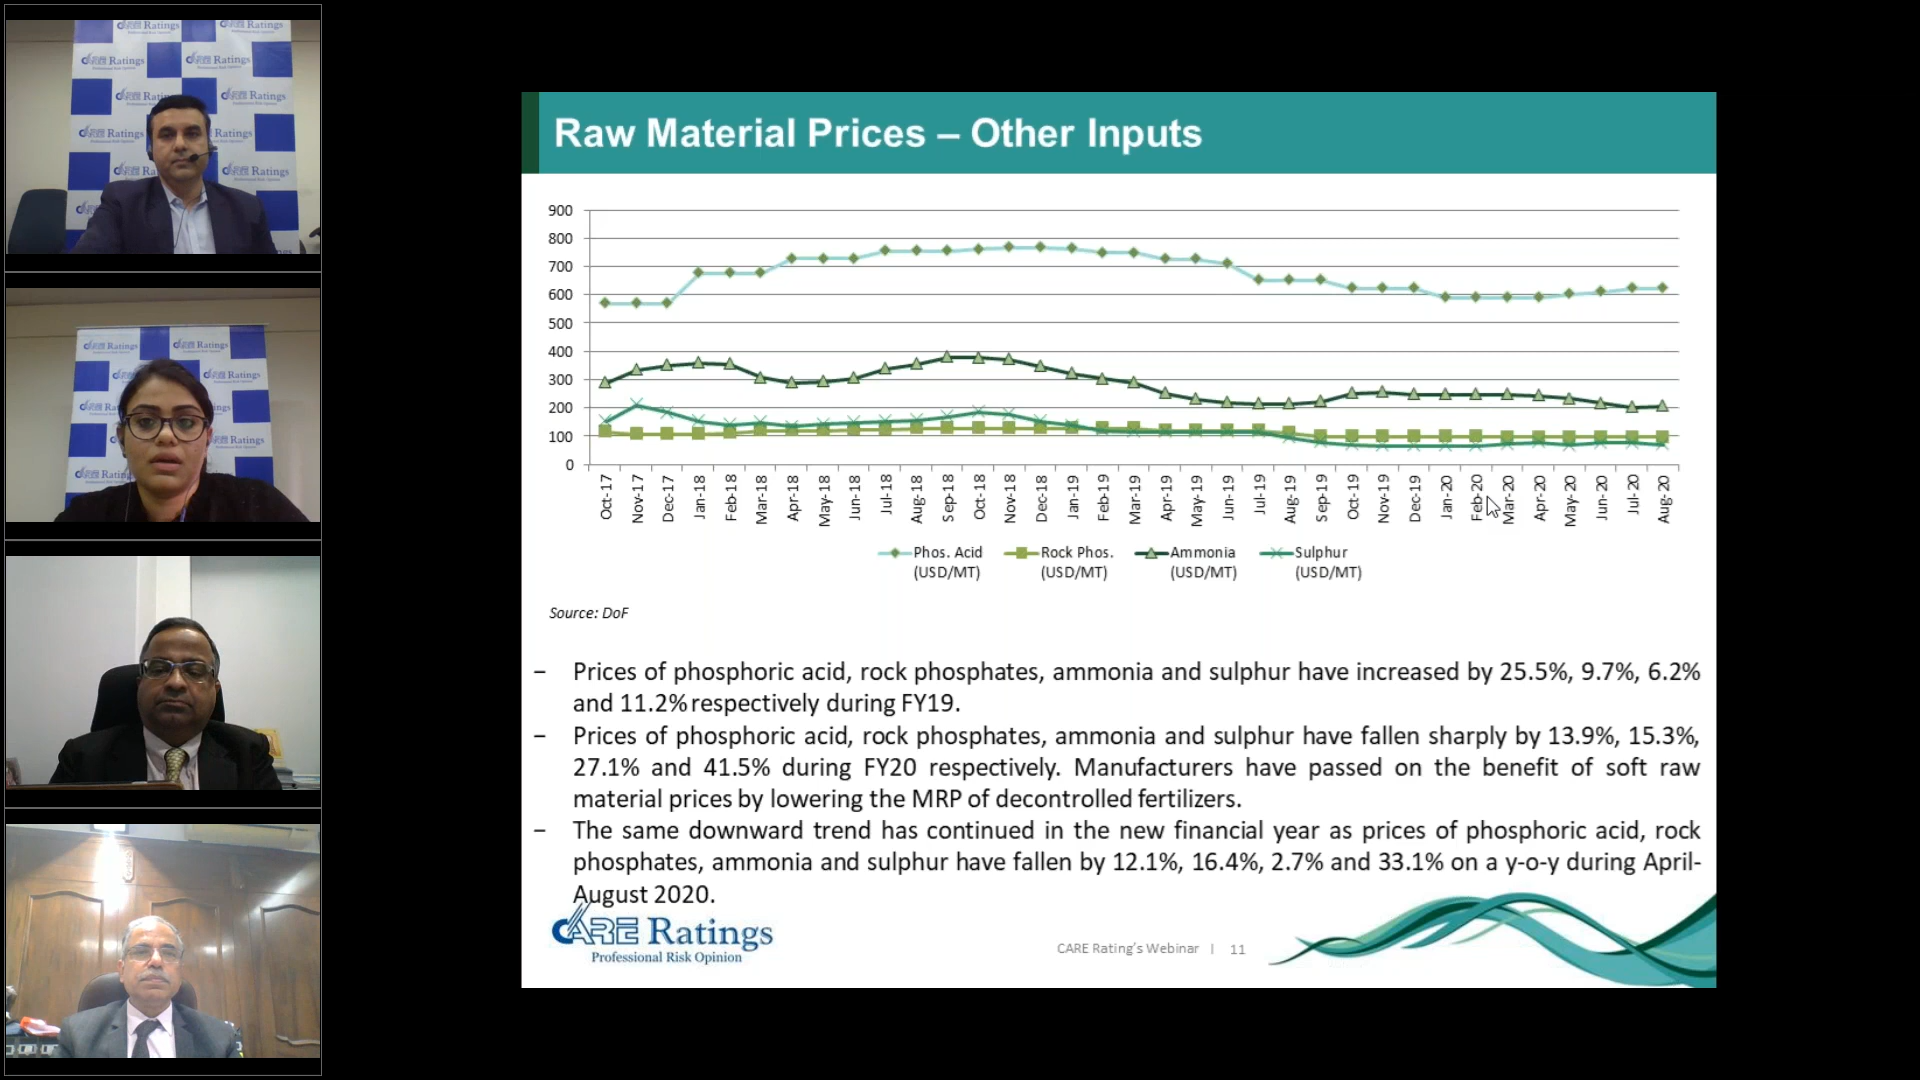 CARE Ratings
Professional Risk Opinion
CARE Ratings
CARE Ratings
CARE Ratings
Raw Material Prices – Other Inputs
900
800
700
600
500
400
300
200
100
0
Oct-17 Nov-17 Dec-17 Jan-18 Feb-18 Mar-18 Apr-18 May-18 Jun-18 Jul-18 Aug-18 Sep-18 Oct-18 Nov-18 Dec-18 Jan-19 Feb-19 Mar-19 Apr-19 May-19 Jun-19 Jul-19 Aug-19 Sep-19 Oct-19 Nov-19 Dec-19 Jan-20 Feb-20 Mar-20 Apr-20 May-20 Jun-20 Jul-20 Aug-20
Phos. Acid Rock Phos. Ammonia Sulphur
(USD/MT) (USD/MT) (USD/MT) (USD/MT)
Source: DoF
– Prices of phosphoric acid, rock phosphates, ammonia and sulphur have increased by 25.5%, 9.7%, 6.2%
and 11.2% respectively during FY19.
– Prices of phosphoric acid, rock phosphates, ammonia and sulphur have fallen sharply by 13.9%, 15.3%,
27.1% and 41.5% during FY20 respectively. Manufacturers have passed on the benefit of soft raw
material prices by lowering the MRP of decontrolled fertilizers.
– The same downward trend has continued in the new financial year as prices of phosphoric acid, rock
phosphates, ammonia and sulphur have fallen by 12.1%, 16.4%, 2.7% and 33.1% on a y-o-y during April-
August 2020.
CARE Ratings
Professional Risk Opinion
CARE Rating's Webinar | 11